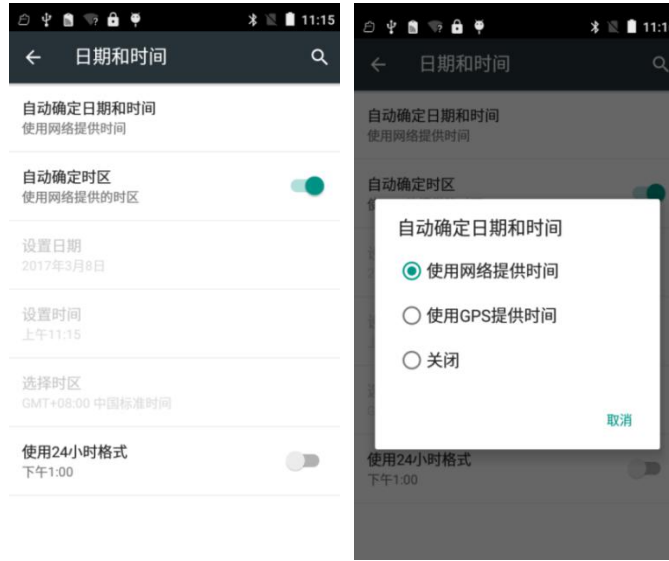 11:15
日期和时间
自动确定日期和时间
使用网络提供时间
自动确定时区
使用网络提供的时区
设置日期
2017年3月8日
设置时间
上午11:15
选择时区
GMT+08:00 中国标准时间
使用24小时格式
下午1:00
11:1
日期和时间
自动确定日期和时间
使用网络提供时间
自动确定时区
自动确定日期和时间
使用网络提供时间
使用GPS提供时间
关闭
取消
使用24小时格式
下午1:00